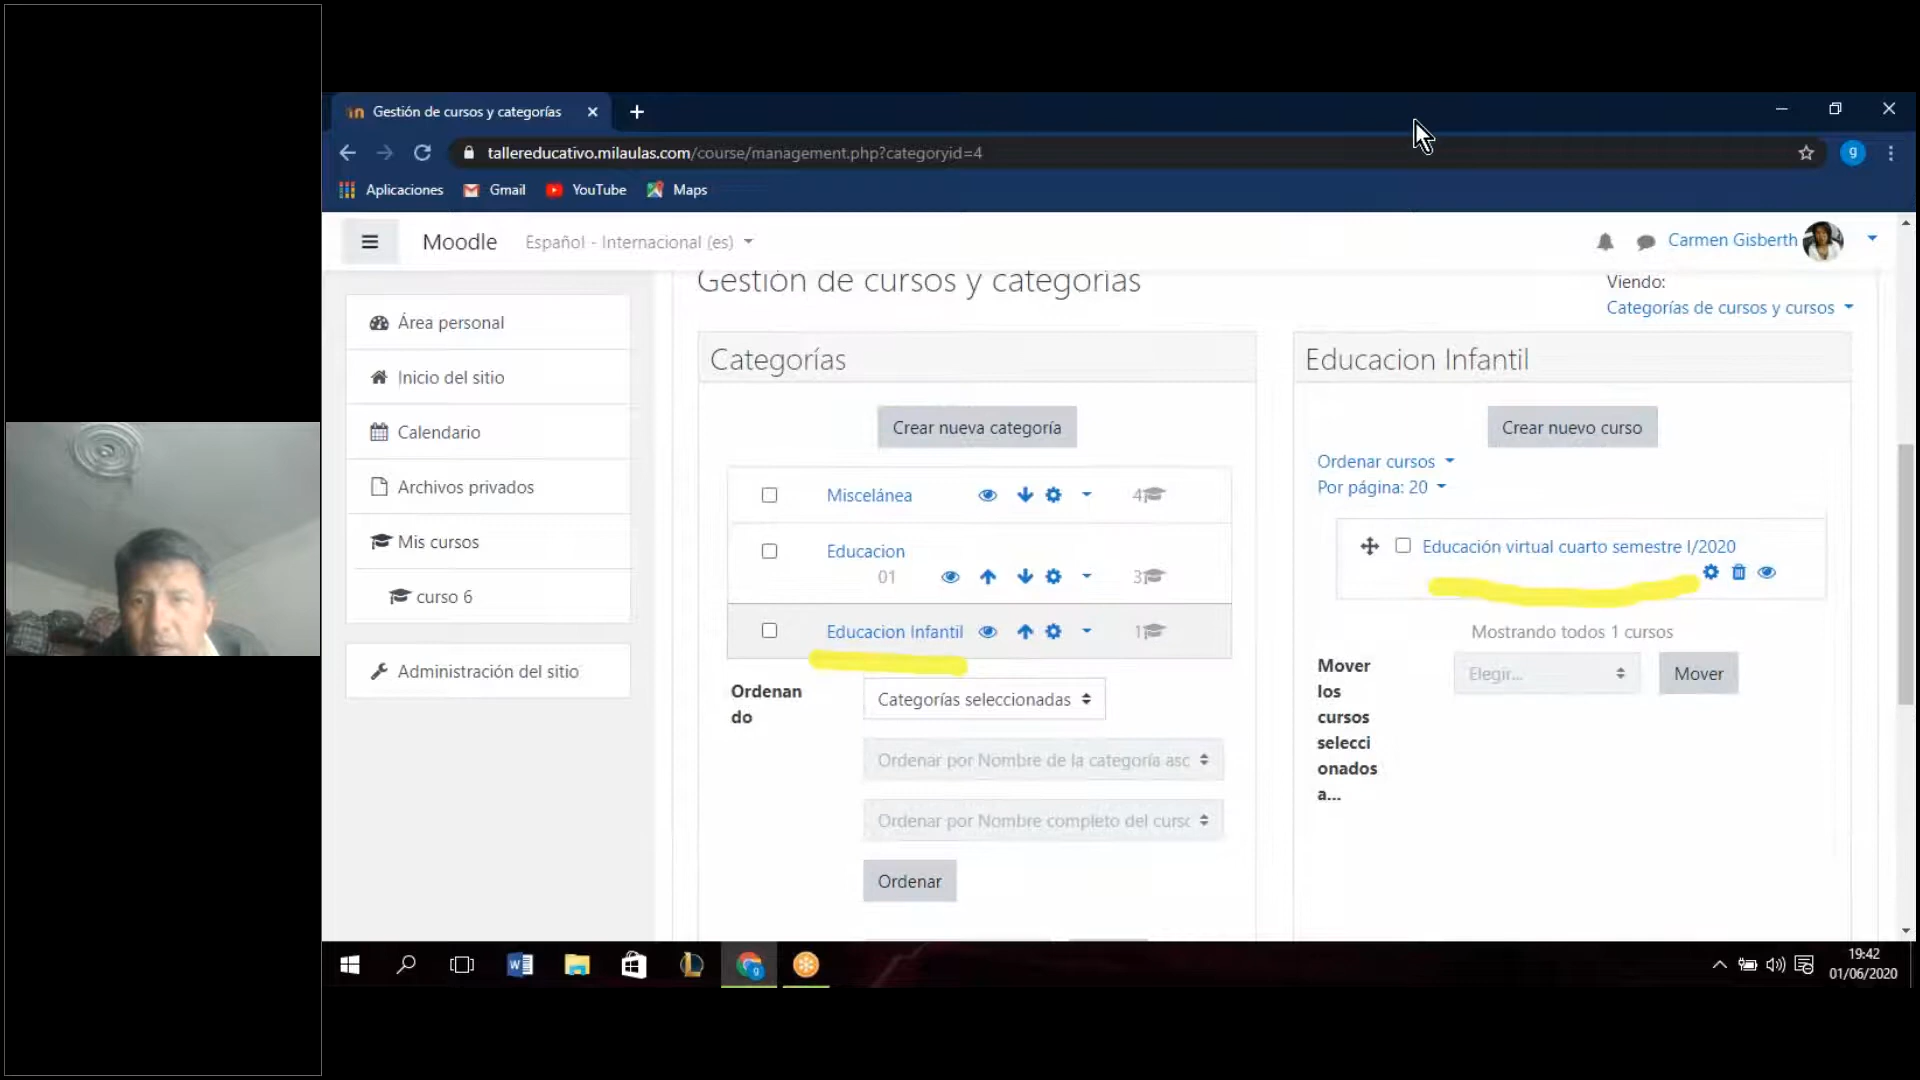 Gestión de cursos y categorías
tallereducativo.milaulas.com/course/management.php?categoryid=4
g
Aplicaciones Gmail YouTube Maps
Moodle Español - Internacional (es)
Carmen Gisberth
Área personal
Inicio del sitio
Calendario
Archivos privados
Mis cursos
curso 6
Administración del sitio
Gestión de cursos y categorías
Viendo:
Categorías de cursos y cursos
Categorías
Crear nueva categoría
Miscelánea 4
Educacion
01 3
Educacion Infantil 1
Ordenan
do
Categorías seleccionadas
Ordenar por Nombre de la categoría asc
Ordenar por Nombre completo del curso
Ordenar
Educacion Infantil
Crear nuevo curso
Ordenar cursos
Por página: 20
Educación virtual cuarto semestre I/2020
Mostrando todos 1 cursos
Mover
los
cursos
selecci
onados
a...
Elegir...
Mover
19:42
01/06/2020